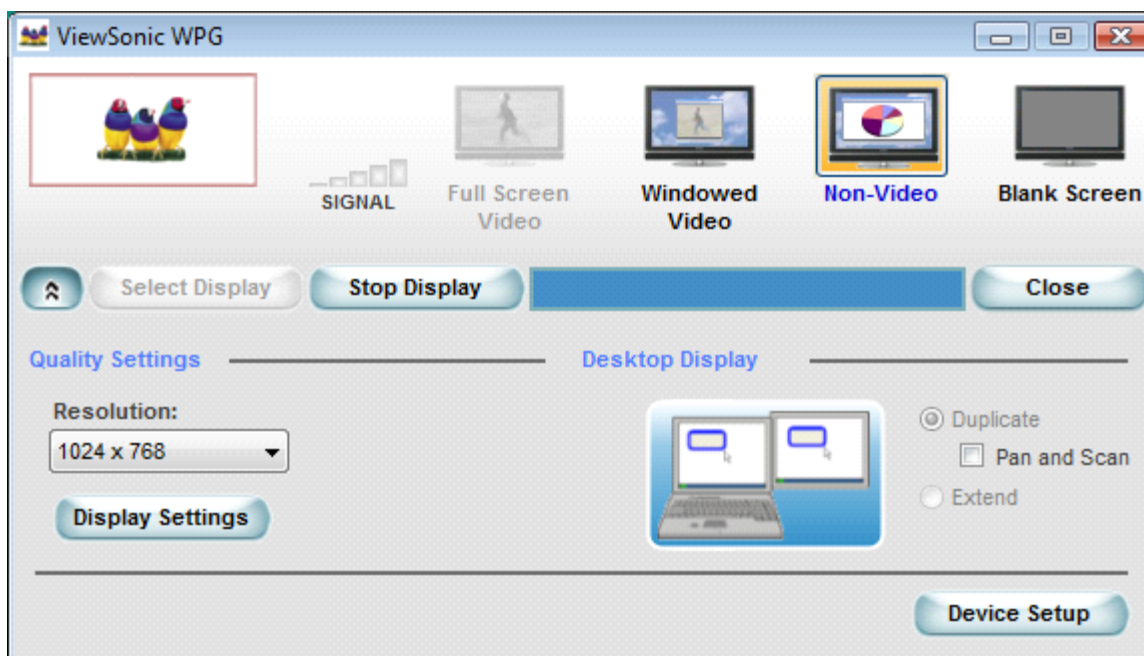 ViewSonic WPG
SIGNAL
Full Screen
Video
Windowed
Video
Non-Video
Blank Screen
Select Display
Stop Display
Close
Quality Settings
Desktop Display
Resolution:
1024 x 768
Display Settings
Duplicate
Pan and Scan
Extend
Device Setup